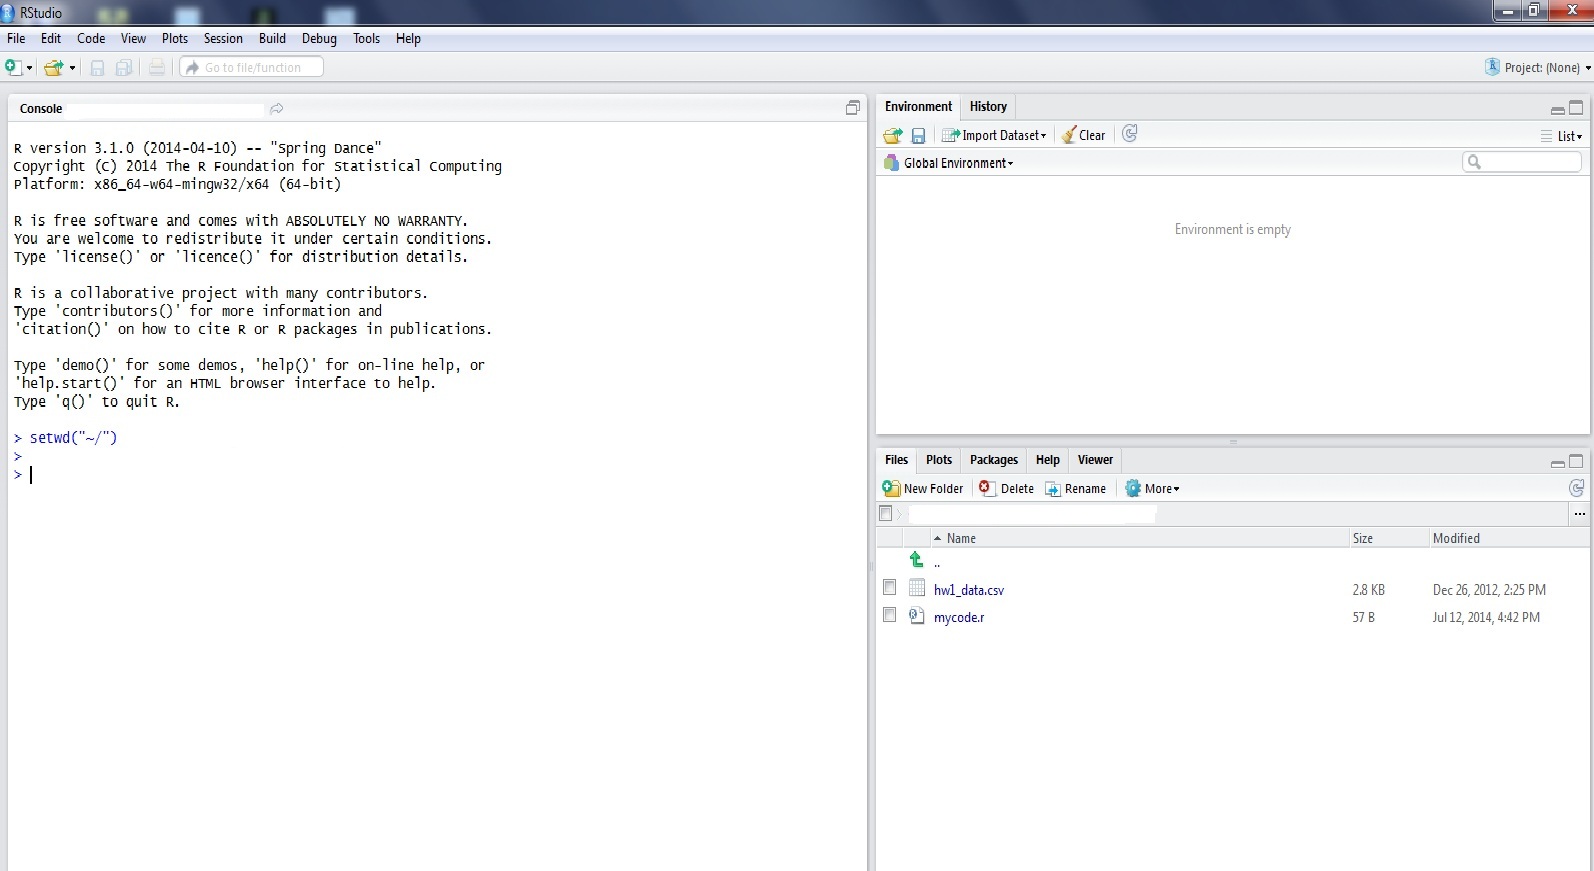 RStudio
File Edit Code View Plots Session Build Debug Tools Help
Go to file/function
Project: (None)
Console
R version 3.1.0 (2014-04-10) -- "Spring Dance"
Copyright (C) 2014 The R Foundation for Statistical Computing
Platform: x86_64-w64-mingw32/x64 (64-bit)
R is free software and comes with ABSOLUTELY NO WARRANTY.
You are welcome to redistribute it under certain conditions.
Type 'license()' or 'licence()' for distribution details.
R is a collaborative project with many contributors.
Type 'contributors()' for more information and
'citation()' on how to cite R or R packages in publications.
Type 'demo()' for some demos, 'help()' for on-line help, or
'help.start()' for an HTML browser interface to help.
Type 'q()' to quit R.
> setwd("~/")
>
>
Environment History
Import Dataset Clear
List
Global Environment
Environment is empty
Files Plots Packages Help Viewer
New Folder Delete Rename More
...
Name Size Modified
..
hw1_data.csv 2.8 KB Dec 26, 2012, 2:25 PM
mycode.r 57 B Jul 12, 2014, 4:42 PM